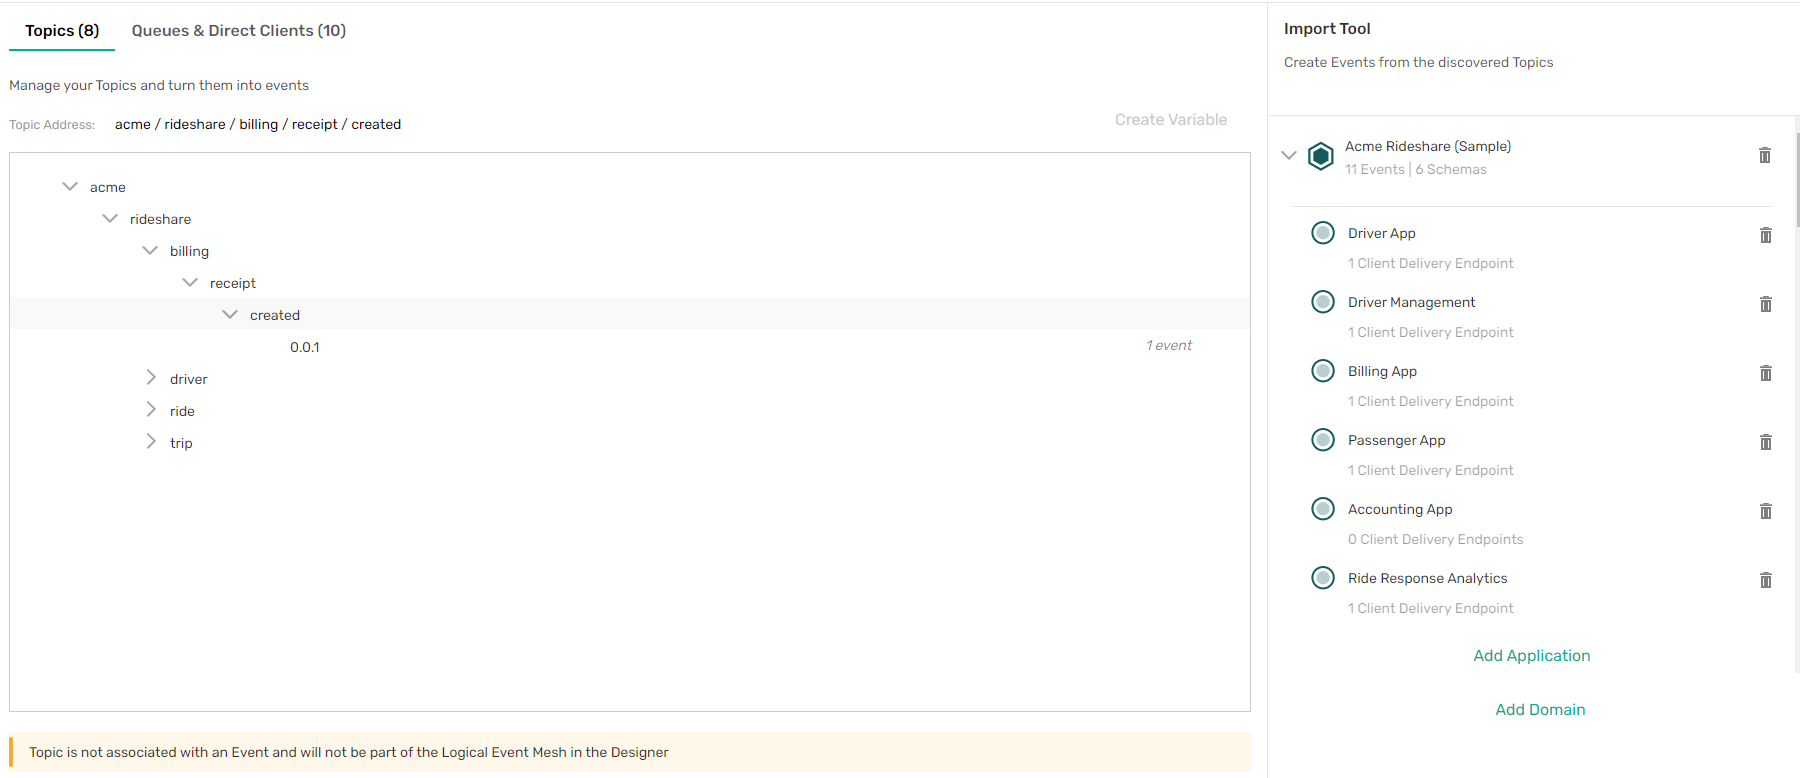 Topics (8)
Queues & Direct Clients (10)
Manage your Topics and turn them into events
Topic Address: acme / rideshare / billing / receipt / created
Create Variable
acme
rideshare
billing
receipt
created
0.0.1
1 event
driver
ride
trip
Topic is not associated with an Event and will not be part of the Logical Event Mesh in the Designer
Import Tool
Create Events from the discovered Topics
Acme Rideshare (Sample)
11 Events | 6 Schemas
Driver App
1 Client Delivery Endpoint
Driver Management
1 Client Delivery Endpoint
Billing App
1 Client Delivery Endpoint
Passenger App
1 Client Delivery Endpoint
Accounting App
0 Client Delivery Endpoints
Ride Response Analytics
1 Client Delivery Endpoint
Add Application
Add Domain